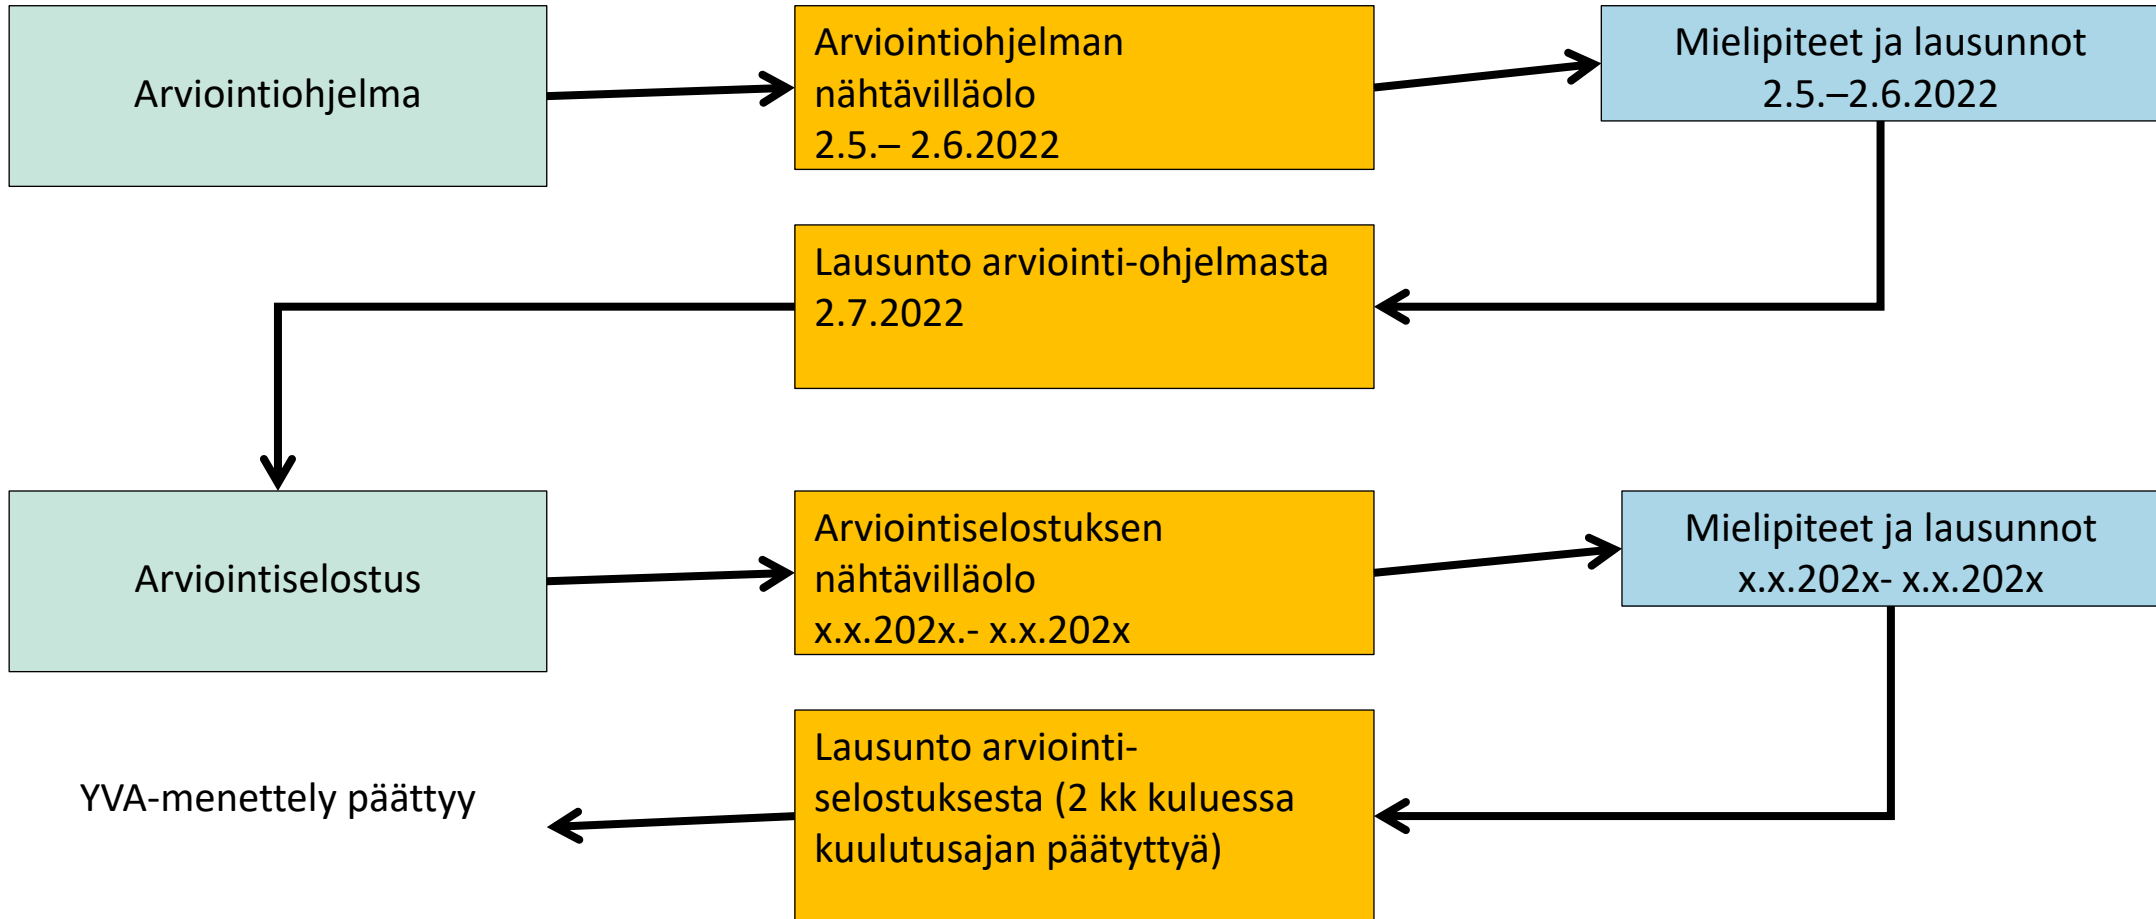 Arviointiohjelma
Arviointiohjelman
nähtävilläolo
2.5.– 2.6.2022
Mielipiteet ja lausunnot
2.5.–2.6.2022
Lausunto arviointi-ohjelmasta
2.7.2022
Arviointiselostus
Arviointiselostuksen
nähtävilläolo
x.x.202x.- x.x.202x
Mielipiteet ja lausunnot
x.x.202x- x.x.202x
Lausunto arviointi-
selostuksesta (2 kk kuluessa
kuulutusajan päätyttyä)
YVA-menettely päättyy